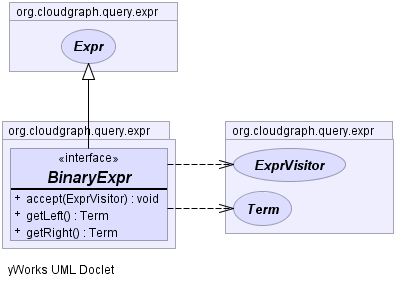 org.cloudgraph.query.expr
Expr
org.cloudgraph.query.expr
«interface»
BinaryExpr
+ accept(ExprVisitor) : void
+ getLeft() : Term
+ getRight() : Term
org.cloudgraph.query.expr
ExprVisitor
Term
yWorks UML Doclet